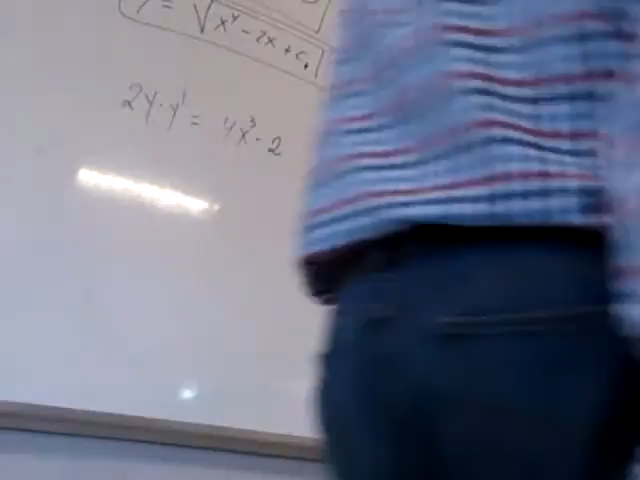 y = √(x⁴ - 2x + c₁)
2y·y' = 4x³ - 2